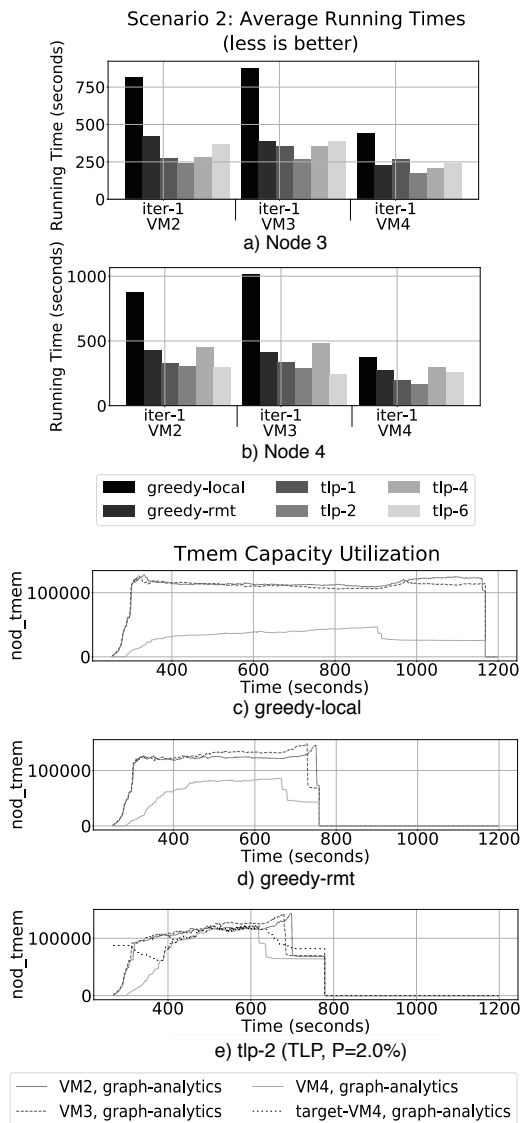 Scenario 2: Average Running Times
(less is better)
Running Time (seconds)
750
500
250
0
iter-1 iter-1 iter-1
VM2 VM3 VM4
a) Node 3
Running Time (seconds)
1000
500
0
iter-1 iter-1 iter-1
VM2 VM3 VM4
b) Node 4
greedy-local tlp-1 tlp-4
greedy-rmt tlp-2 tlp-6
Tmem Capacity Utilization
nod_tmem
100000
0
400 600 800 1000 1200
Time (seconds)
c) greedy-local
nod_tmem
100000
0
400 600 800 1000 1200
Time (seconds)
d) greedy-rmt
nod_tmem
100000
0
400 600 800 1000 1200
Time (seconds)
e) tlp-2 (TLP, P=2.0%)
VM2, graph-analytics VM4, graph-analytics
VM3, graph-analytics target-VM4, graph-analytics